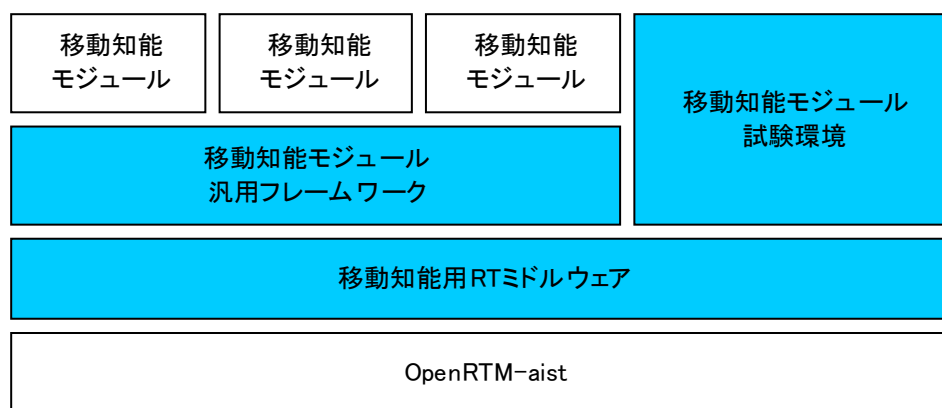 移動知能
モジュール
移動知能
モジュール
移動知能
モジュール
移動知能モジュール
試験環境
移動知能モジュール
汎用フレームワーク
移動知能用RTミドルウェア
OpenRTM-aist